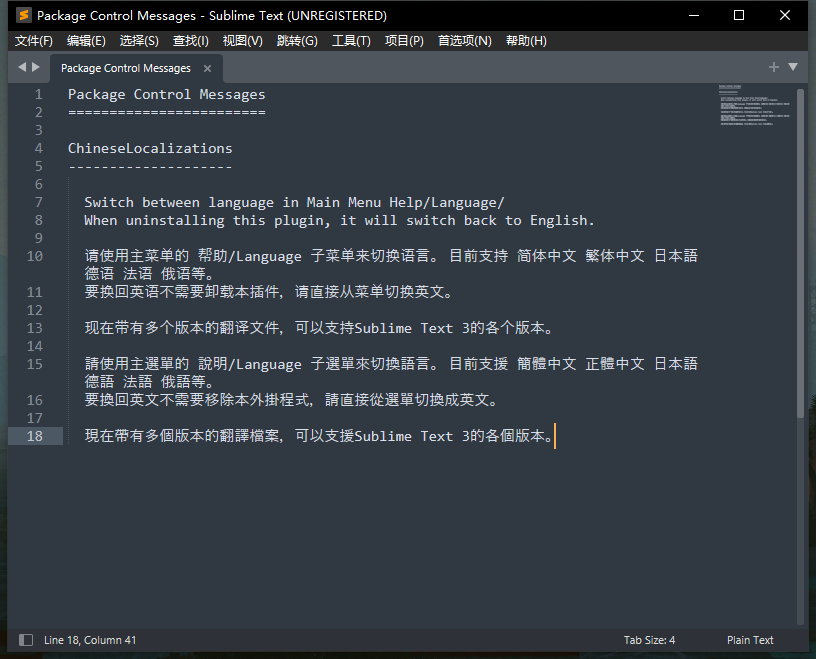 Package Control Messages - Sublime Text (UNREGISTERED)
文件(F) 编辑(E) 选择(S) 查找(I) 视图(V) 跳转(G) 工具(T) 项目(P) 首选项(N) 帮助(H)
Package Control Messages
1 Package Control Messages
2 ========================
3
4 ChineseLocalizations
5 --------------------
6
7 Switch between language in Main Menu Help/Language/
8 When uninstalling this plugin, it will switch back to English.
9
10 请使用主菜单的 帮助/Language 子菜单来切换语言。 目前支持 简体中文 繁体中文 日本語
德语 法语 俄语等。
11 要换回英语不需要卸载本插件, 请直接从菜单切换英文。
12
13 现在带有多个版本的翻译文件, 可以支持Sublime Text 3的各个版本。
14
15 請使用主選單的 說明/Language 子選單來切換語言。 目前支援 簡體中文 正體中文 日本語
德語 法語 俄語等。
16 要換回英文不需要移除本外掛程式, 請直接從選單切換成英文。
17
18 現在帶有多個版本的翻譯檔案, 可以支援Sublime Text 3的各個版本。
Line 18, Column 41 Tab Size: 4 Plain Text